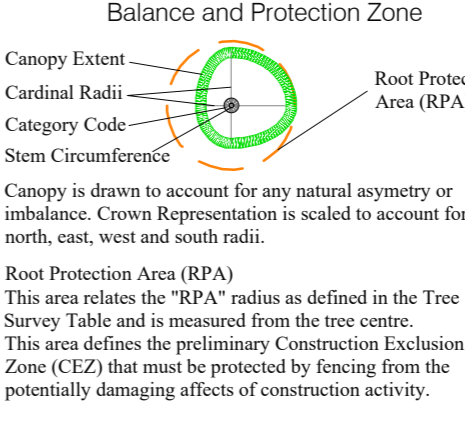 Balance and Protection Zone
Canopy Extent
Cardinal Radii
Category Code
Stem Circumference
Root Protec
Area (RPA
Canopy is drawn to account for any natural asymetry or
imbalance. Crown Representation is scaled to account for
north, east, west and south radii.
Root Protection Area (RPA)
This area relates the "RPA" radius as defined in the Tree
Survey Table and is measured from the tree centre.
This area defines the preliminary Construction Exclusion
Zone (CEZ) that must be protected by fencing from the
potentially damaging affects of construction activity.